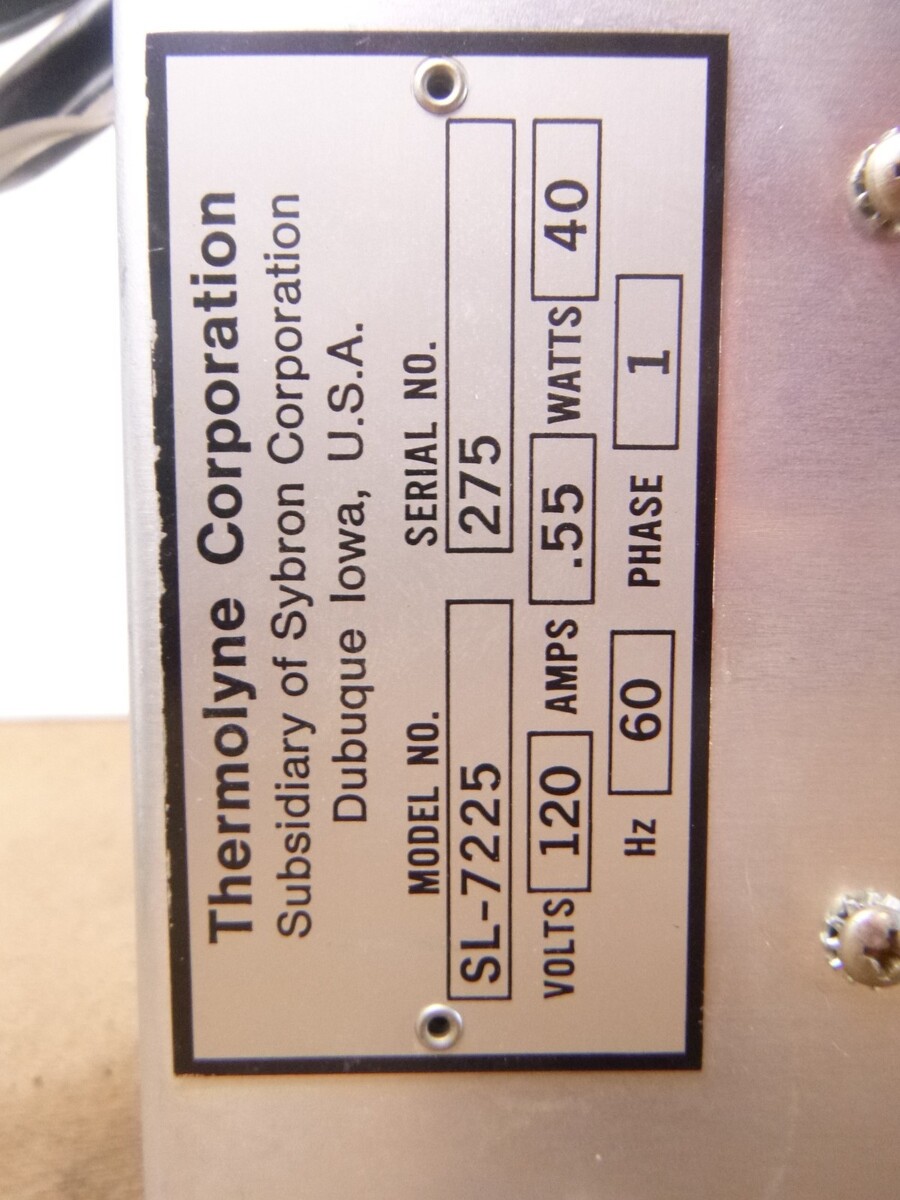 Thermolyne Corporation
Subsidiary of Sybron Corporation
Dubuque Iowa, U.S.A.
MODEL NO. SERIAL NO.
SL-7225 275
VOLTS 120 AMPS .55 WATTS 40
Hz 60 PHASE 1